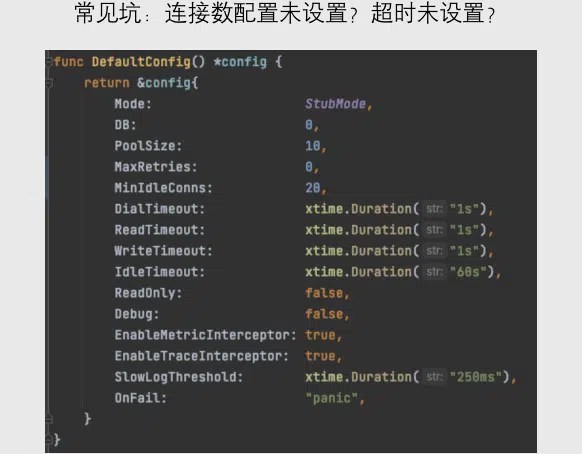 常见坑：连接数配置未设置？超时未设置？
func DefaultConfig() *config {
return &config{
Mode: StubMode,
DB: 0,
PoolSize: 10,
MaxRetries: 0,
MinIdleConns: 20,
DialTimeout: xtime.Duration( str: "1s"),
ReadTimeout: xtime.Duration( str: "1s"),
WriteTimeout: xtime.Duration( str: "1s"),
IdleTimeout: xtime.Duration( str: "60s"),
ReadOnly: false,
Debug: false,
EnableMetricInterceptor: true,
EnableTraceInterceptor: true,
SlowLogThreshold: xtime.Duration( str: "250ms"),
OnFail: "panic",
}
}